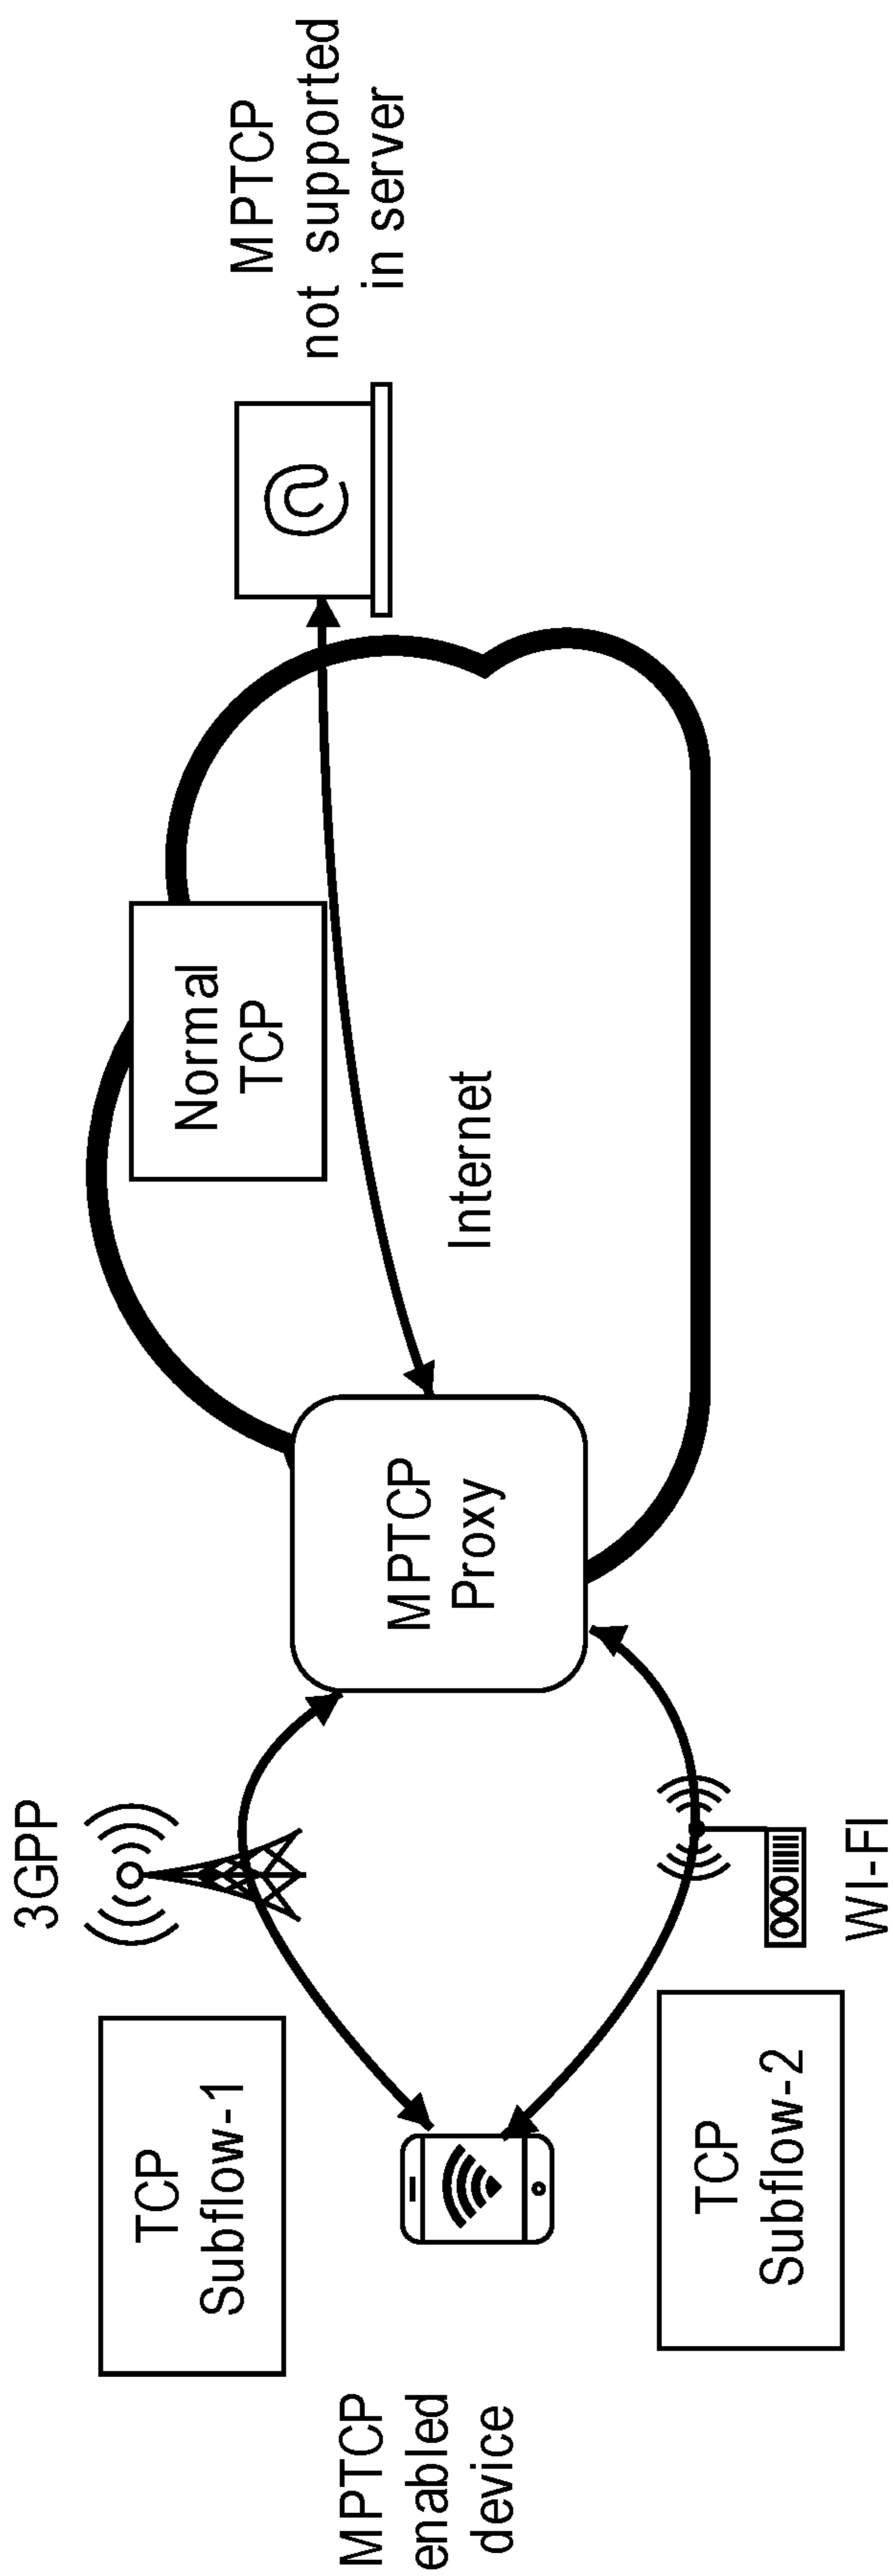 MPTCP
enabled
device
TCP
Subflow-1
3GPP
TCP
Subflow-2
WI-FI
MPTCP
Proxy
Normal
TCP
Internet
@
MPTCP
not supported
in server